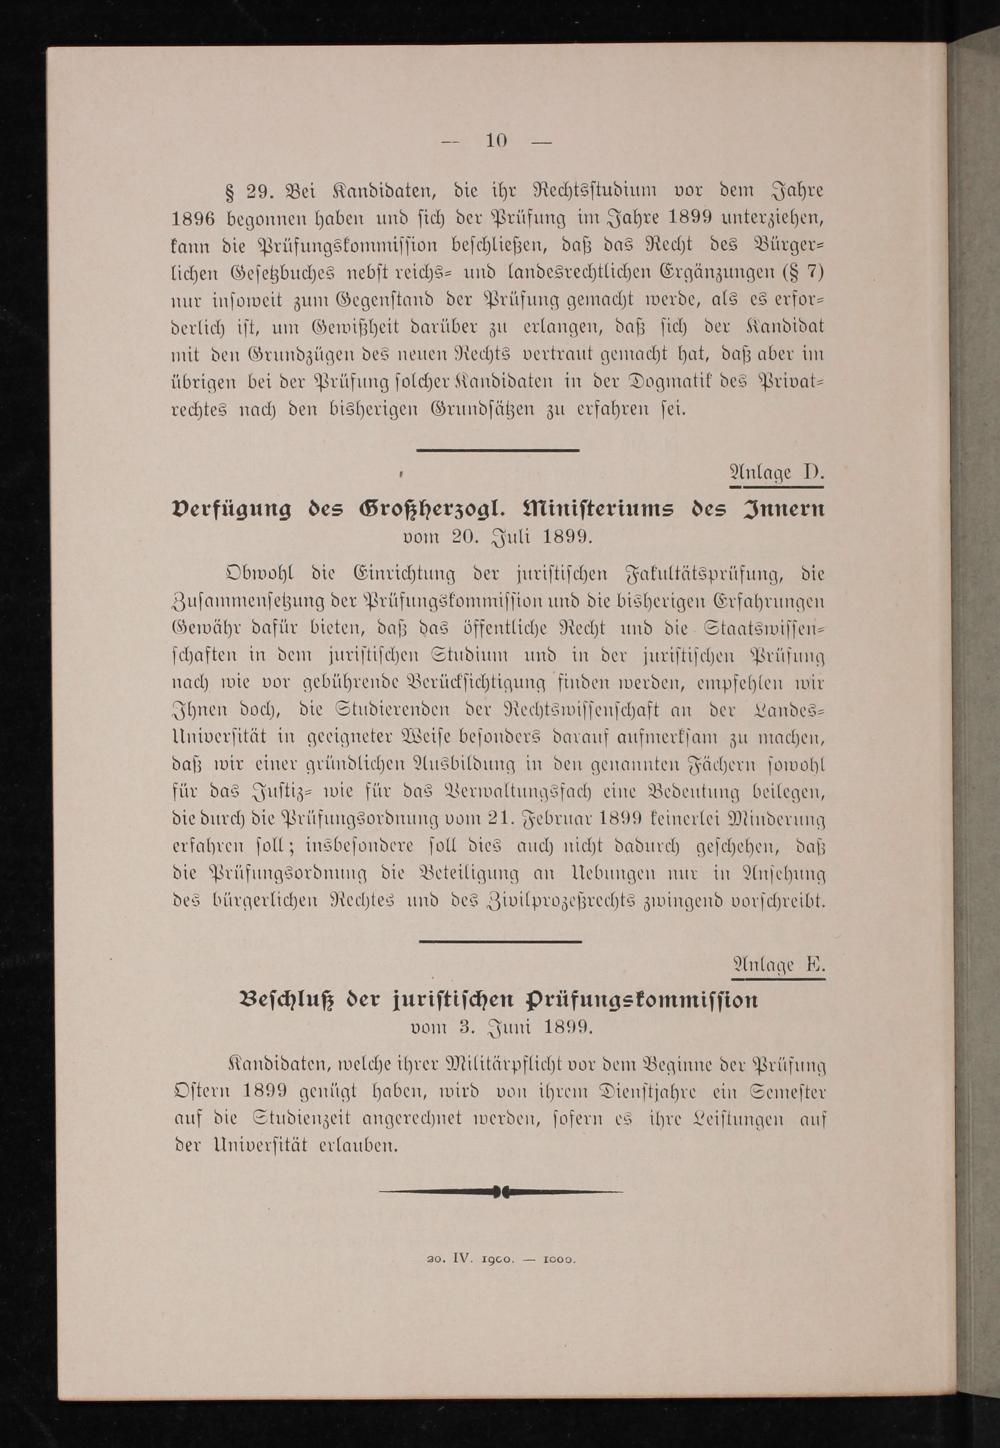 — 10 —
§ 29. Bei Kandidaten, die ihr Rechtsstudium vor dem Jahre
1896 begonnen haben und sich der Prüfung im Jahre 1899 unterziehen,
kann die Prüfungskommission beschließen, daß das Recht des Bürger-
lichen Gesetzbuches nebst reichs- und landesrechtlichen Ergänzungen (§ 7)
nur insoweit zum Gegenstand der Prüfung gemacht werde, als es erfor-
derlich ist, um Gewißheit darüber zu erlangen, daß sich der Kandidat
mit den Grundzügen des neuen Rechts vertraut gemacht hat, daß aber im
übrigen bei der Prüfung solcher Kandidaten in der Dogmatik des Privat-
rechtes nach den bisherigen Grundsätzen zu erfahren sei.
Anlage D.
Verfügung des Großherzogl. Ministeriums des Innern
vom 20. Juli 1899.
Obwohl die Einrichtung der juristischen Fakultätsprüfung, die
Zusammensetzung der Prüfungskommission und die bisherigen Erfahrungen
Gewähr dafür bieten, daß das öffentliche Recht und die Staatswissen-
schaften in dem juristischen Studium und in der juristischen Prüfung
nach wie vor gebührende Berücksichtigung finden werden, empfehlen wir
Ihnen doch, die Studierenden der Rechtswissenschaft an der Landes-
Universität in geeigneter Weise besonders darauf aufmerksam zu machen,
daß wir einer gründlichen Ausbildung in den genannten Fächern sowohl
für das Justiz- wie für das Verwaltungsfach eine Bedeutung beilegen,
die durch die Prüfungsordnung vom 21. Februar 1899 keinerlei Minderung
erfahren soll; insbesondere soll dies auch nicht dadurch geschehen, daß
die Prüfungsordnung die Beteiligung an Uebungen nur in Ansehung
des bürgerlichen Rechtes und des Zivilprozeßrechts zwingend vorschreibt.
Anlage E.
Beschluß der juristischen Prüfungskommission
vom 3. Juni 1899.
Kandidaten, welche ihrer Militärpflicht vor dem Beginne der Prüfung
Ostern 1899 genügt haben, wird von ihrem Dienstjahre ein Semester
auf die Studienzeit angerechnet werden, sofern es ihre Leistungen auf
der Universität erlauben.
20. IV. 1900. — 1000.